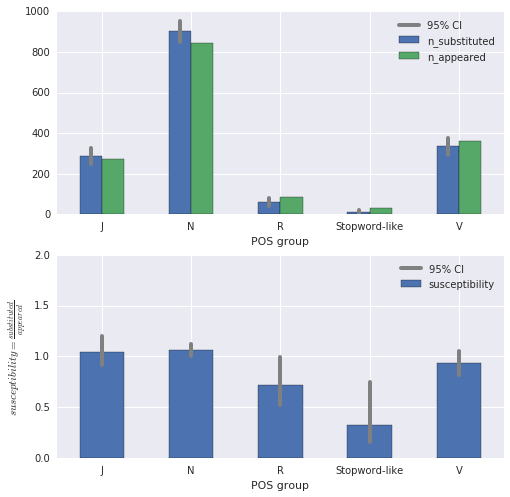 1000
800
600
400
200
0
95% CI
n_substituted
n_appeared
J N R Stopword-like V
POS group
2.0
1.5
1.0
0.5
0.0
susceptibility = substituted/appeared
95% CI
susceptibility
J N R Stopword-like V
POS group